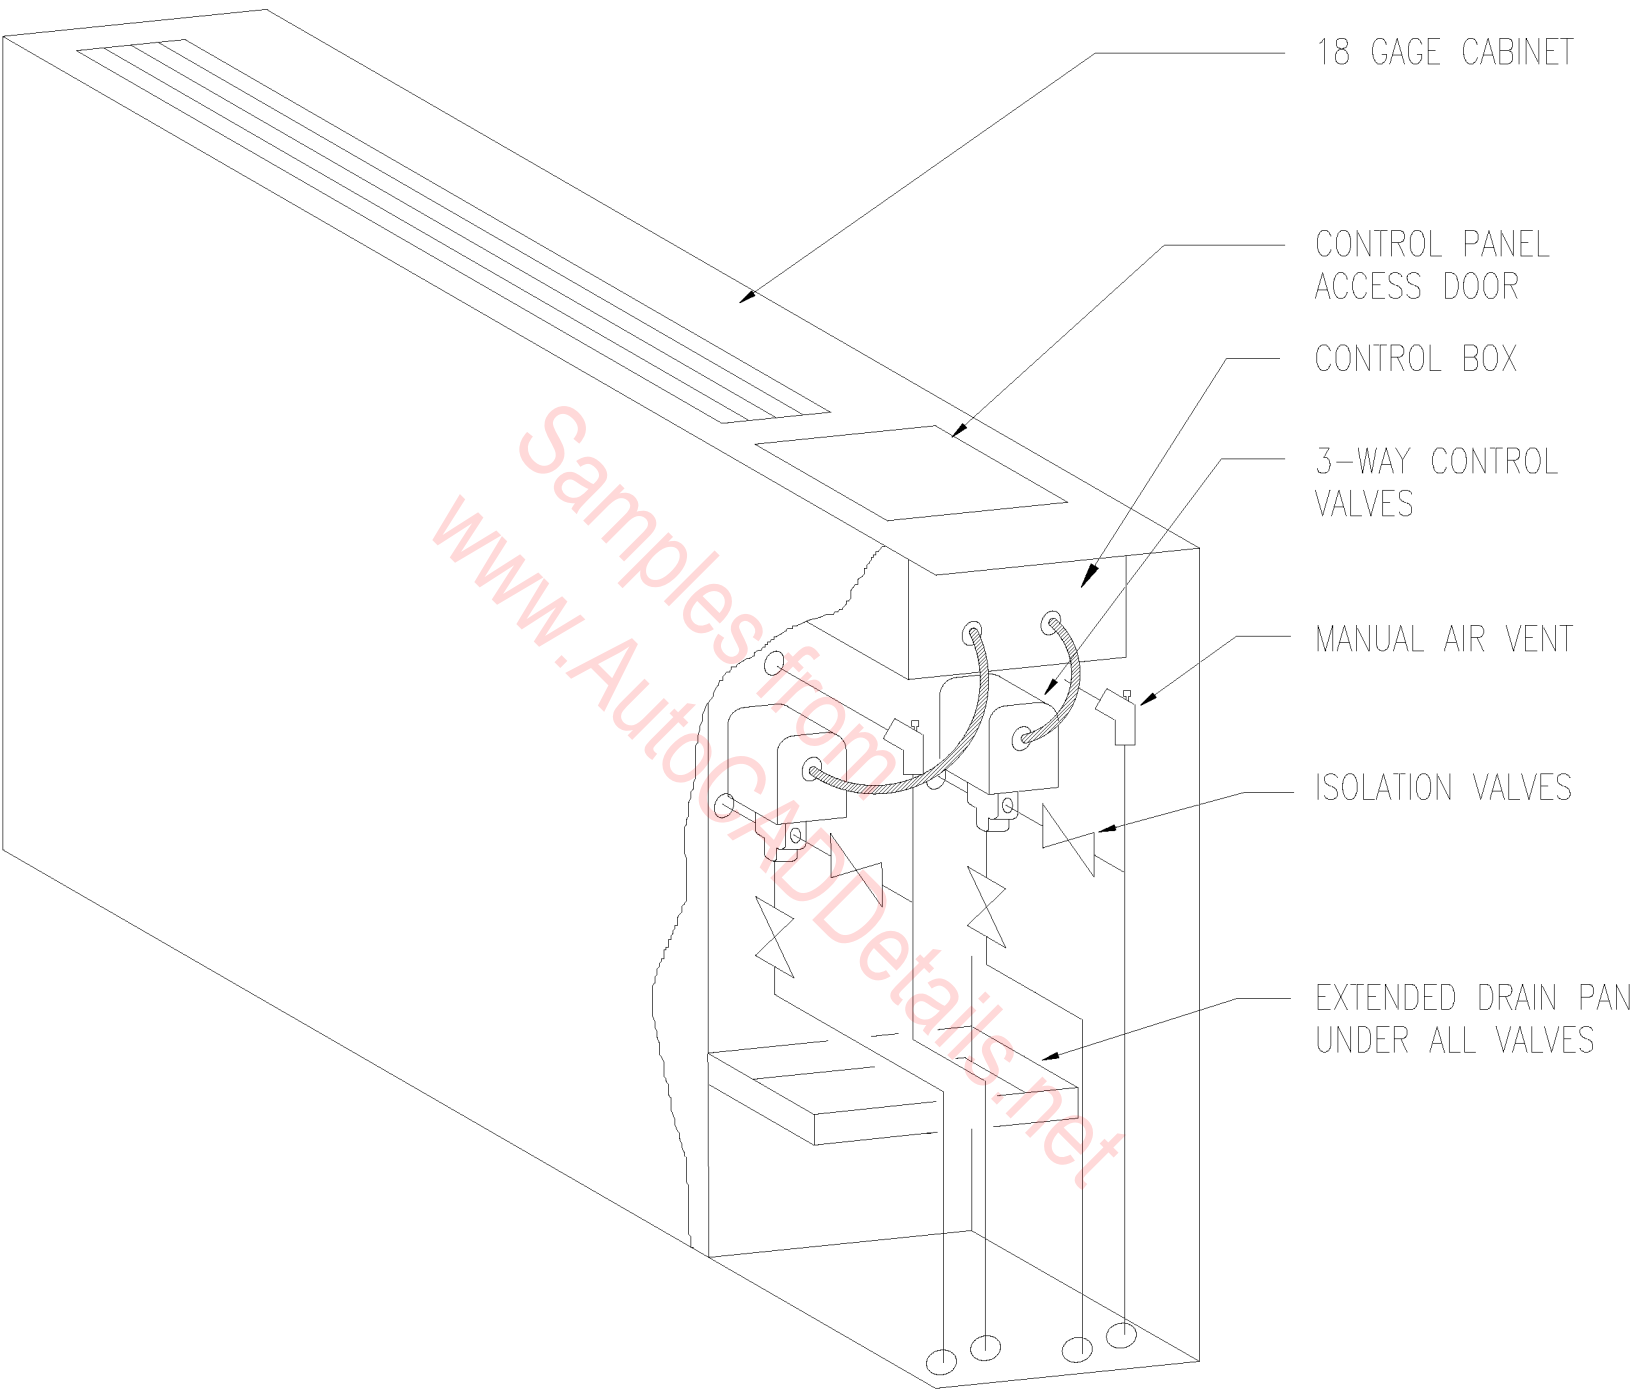 18 GAGE CABINET
CONTROL PANEL
ACCESS DOOR
CONTROL BOX
3-WAY CONTROL
VALVES
MANUAL AIR VENT
ISOLATION VALVES
EXTENDED DRAIN PAN
UNDER ALL VALVES
Samples from
www.AutoCADDetails.net